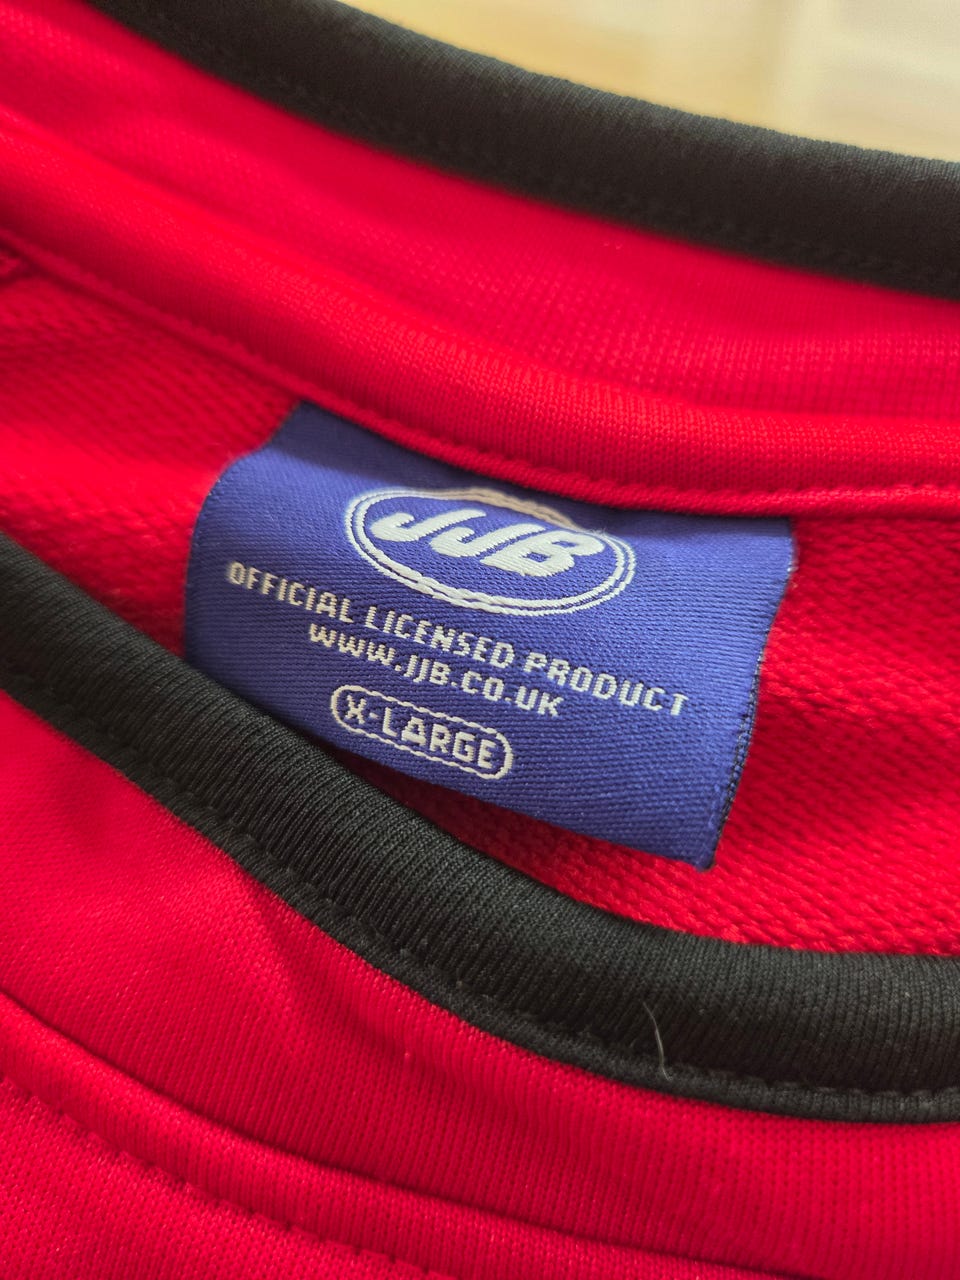 JJB
OFFICIAL LICENSED PRODUCT
WWW.JJB.CO.UK
X-LARGE